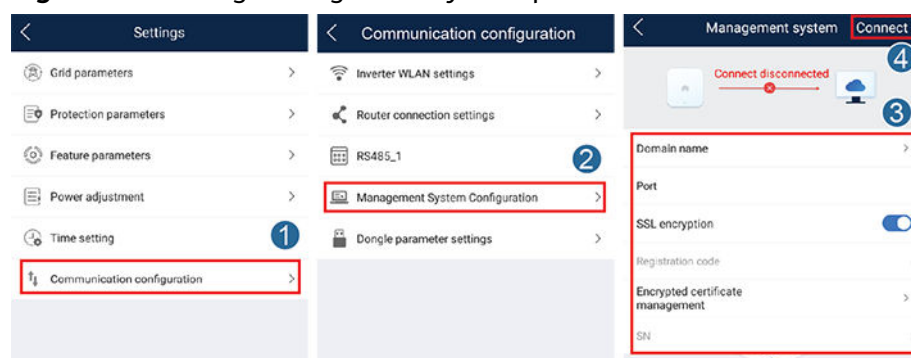 Settings
Grid parameters
Protection parameters
Feature parameters
Power adjustment
Time setting
1
Communication configuration
Communication configuration
Inverter WLAN settings
Router connection settings
RS485_1
2
Management System Configuration
Dongle parameter settings
Management system Connect
4
Connect disconnected
3
Domain name
Port
SSL encryption
Registration code
Encrypted certificate
management
SN